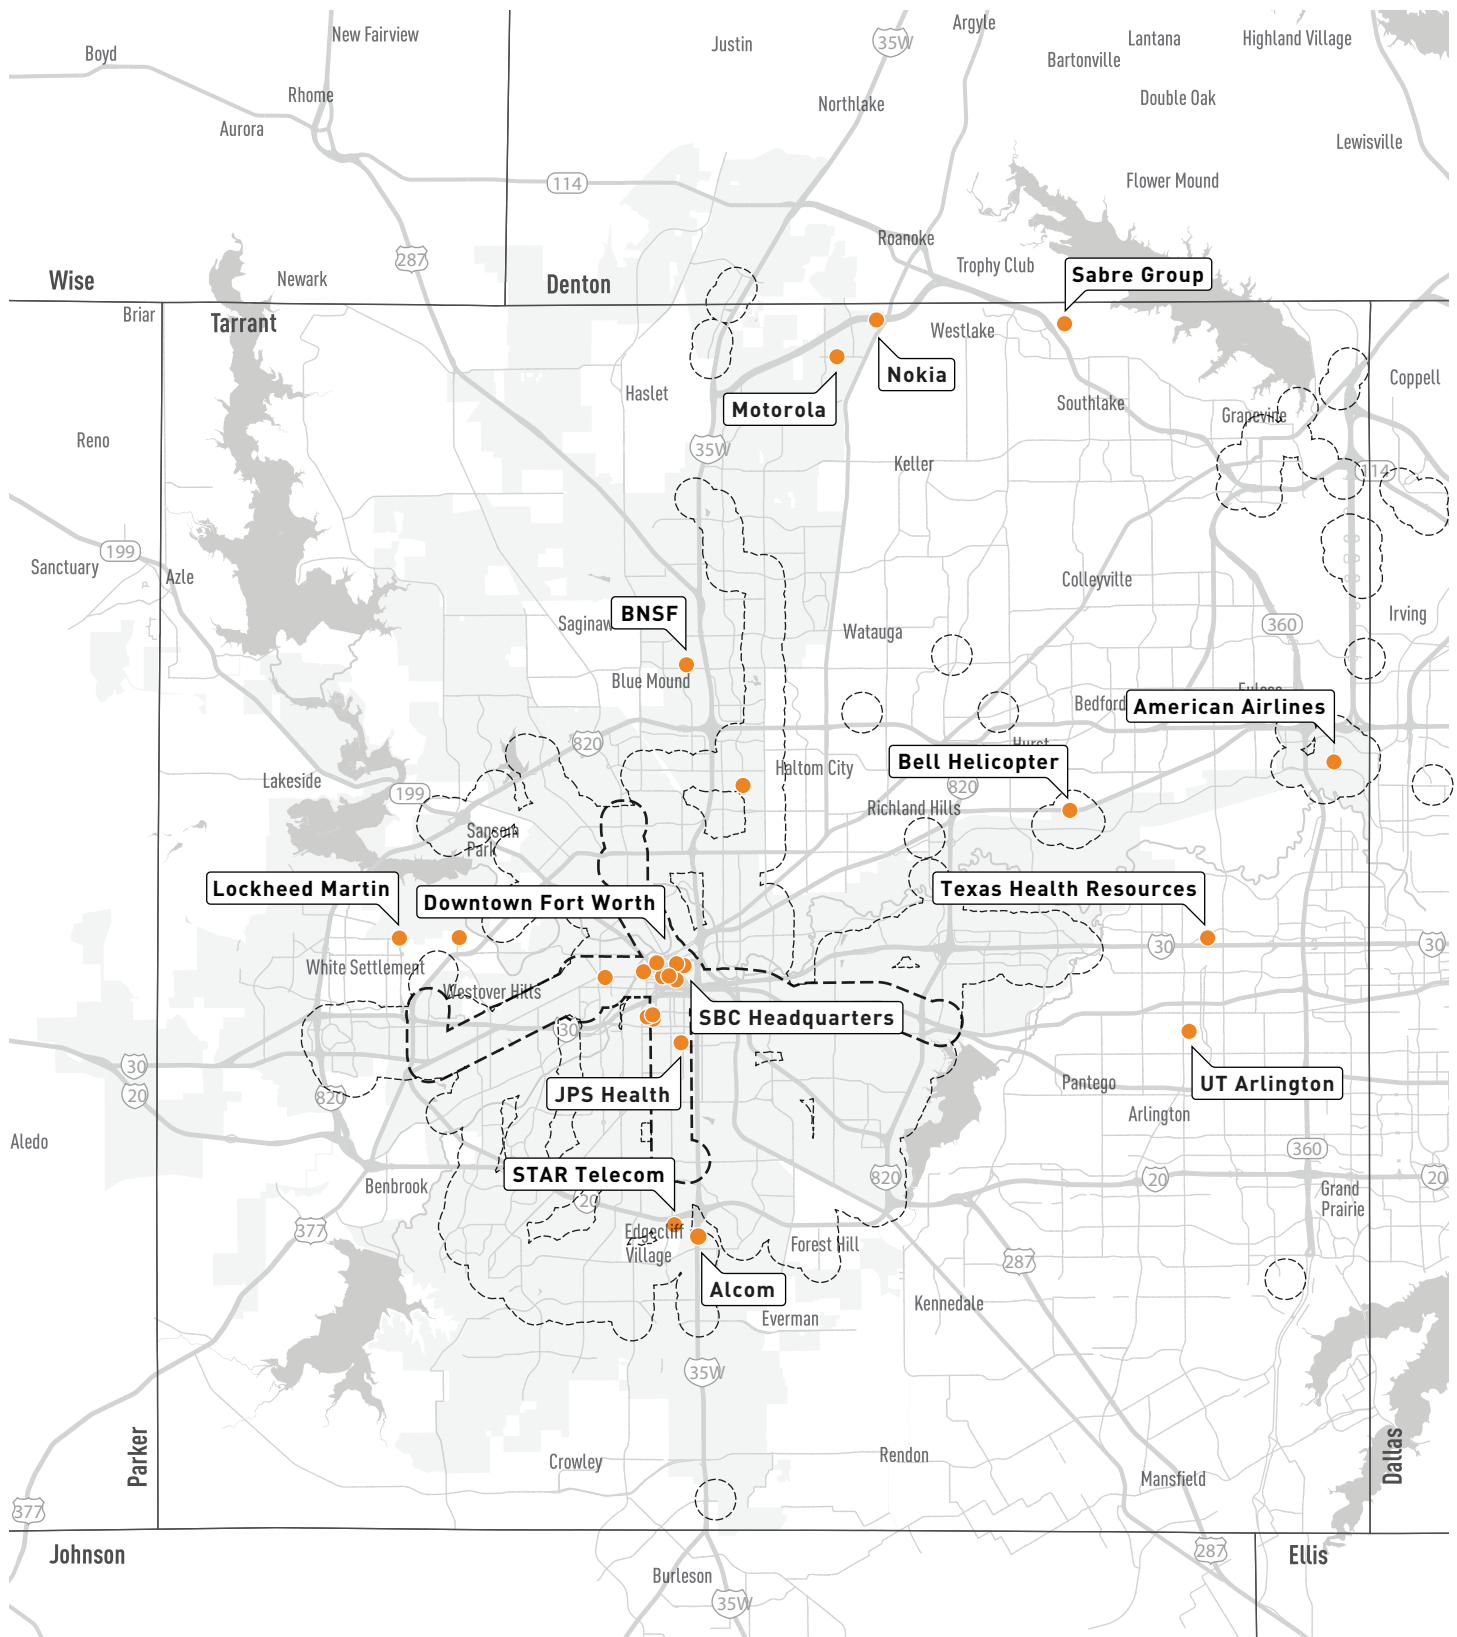 Argyle
New Fairview
Lantana
Highland Village
Justin
35W
Boyd
Bartonville
Rhome
Double Oak
Northlake
Aurora
Lewisville
114
Flower Mound
Roanoke
287
Trophy Club
Sabre Group
Wise
Newark
Denton
Briar
Tarrant
Westlake
Nokia
Coppell
Haslet
Southlake
Motorola
Grapevine
Reno
35W
Keller
114
199
Sanctuary
Azle
Colleyville
BNSF
Irving
Saginaw
360
Watauga
Blue Mound
Euless
Bedford
American Airlines
820
Hurst
Bell Helicopter
Haltom City
Lakeside
820
199
Richland Hills
Sansom
Park
Lockheed Martin
Downtown Fort Worth
Texas Health Resources
30
30
White Settlement
Westover Hills
SBC Headquarters
30
30
20
820
JPS Health
Pantego
UT Arlington
Arlington
Aledo
360
STAR Telecom
820
20
20
Benbrook
20
Grand
Prairie
377
Edgecliff
Village
Forest Hill
287
Alcom
Kennedale
Everman
35W
Parker
Dallas
Crowley
Rendon
Mansfield
377
Johnson
287
Ellis
Burleson
35W